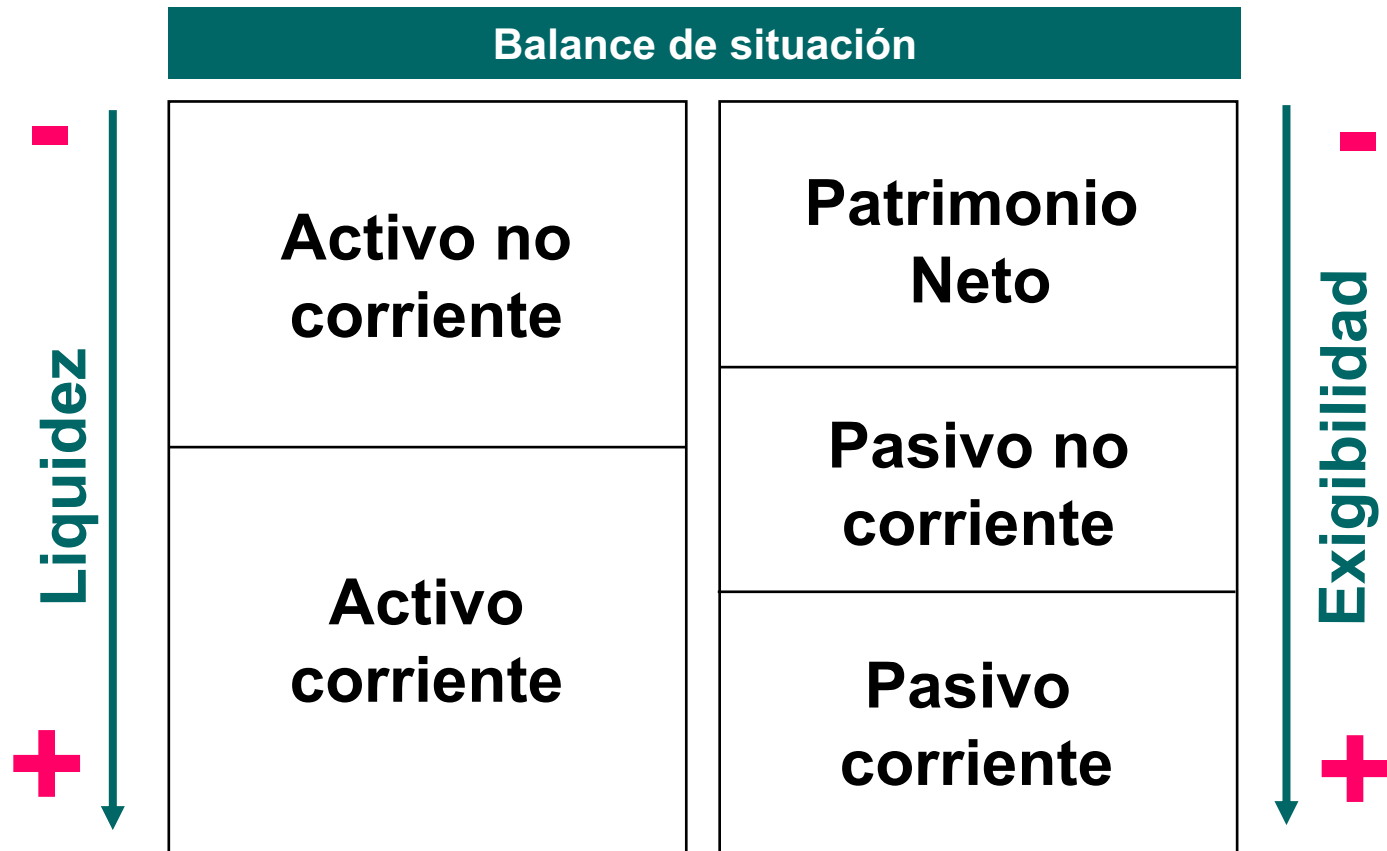 Balance de situación
-
Liquidez
+
Activo no
corriente
Activo
corriente
Patrimonio
Neto
Pasivo no
corriente
Pasivo
corriente
-
Exigibilidad
+